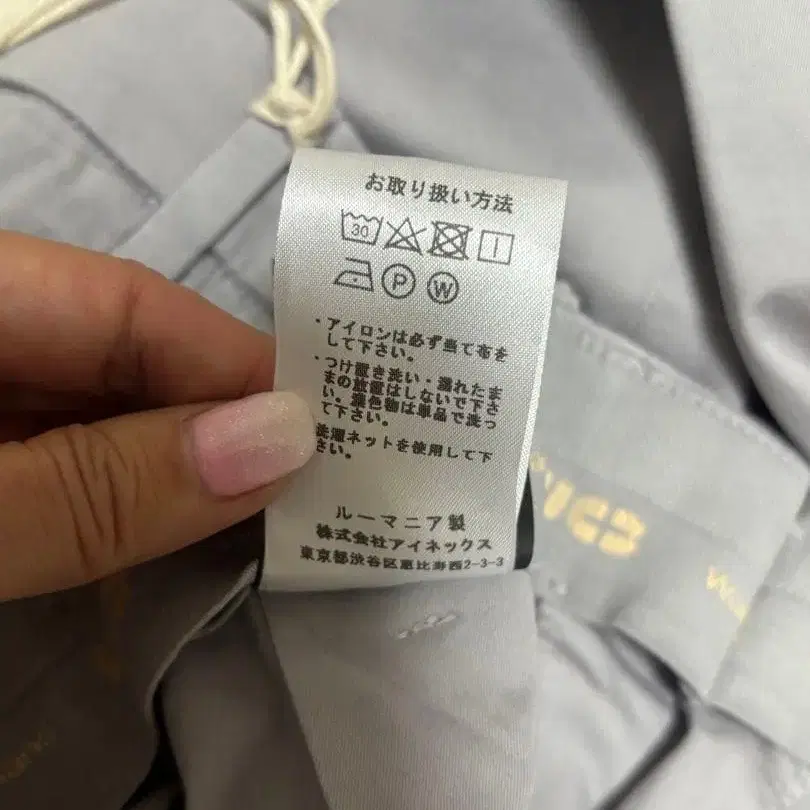 お取り扱い方法
30
P W
・アイロンは必ず当て布を
して下さい。
・つけ置き洗い・濡れたま
まの放置はしないで下さ
い。濃色物は単品で洗っ
て下さい。
洗濯ネットを使用して下
さい。
ルーマニア製
株式会社アイネックス
東京都渋谷区恵比寿西2-3-3